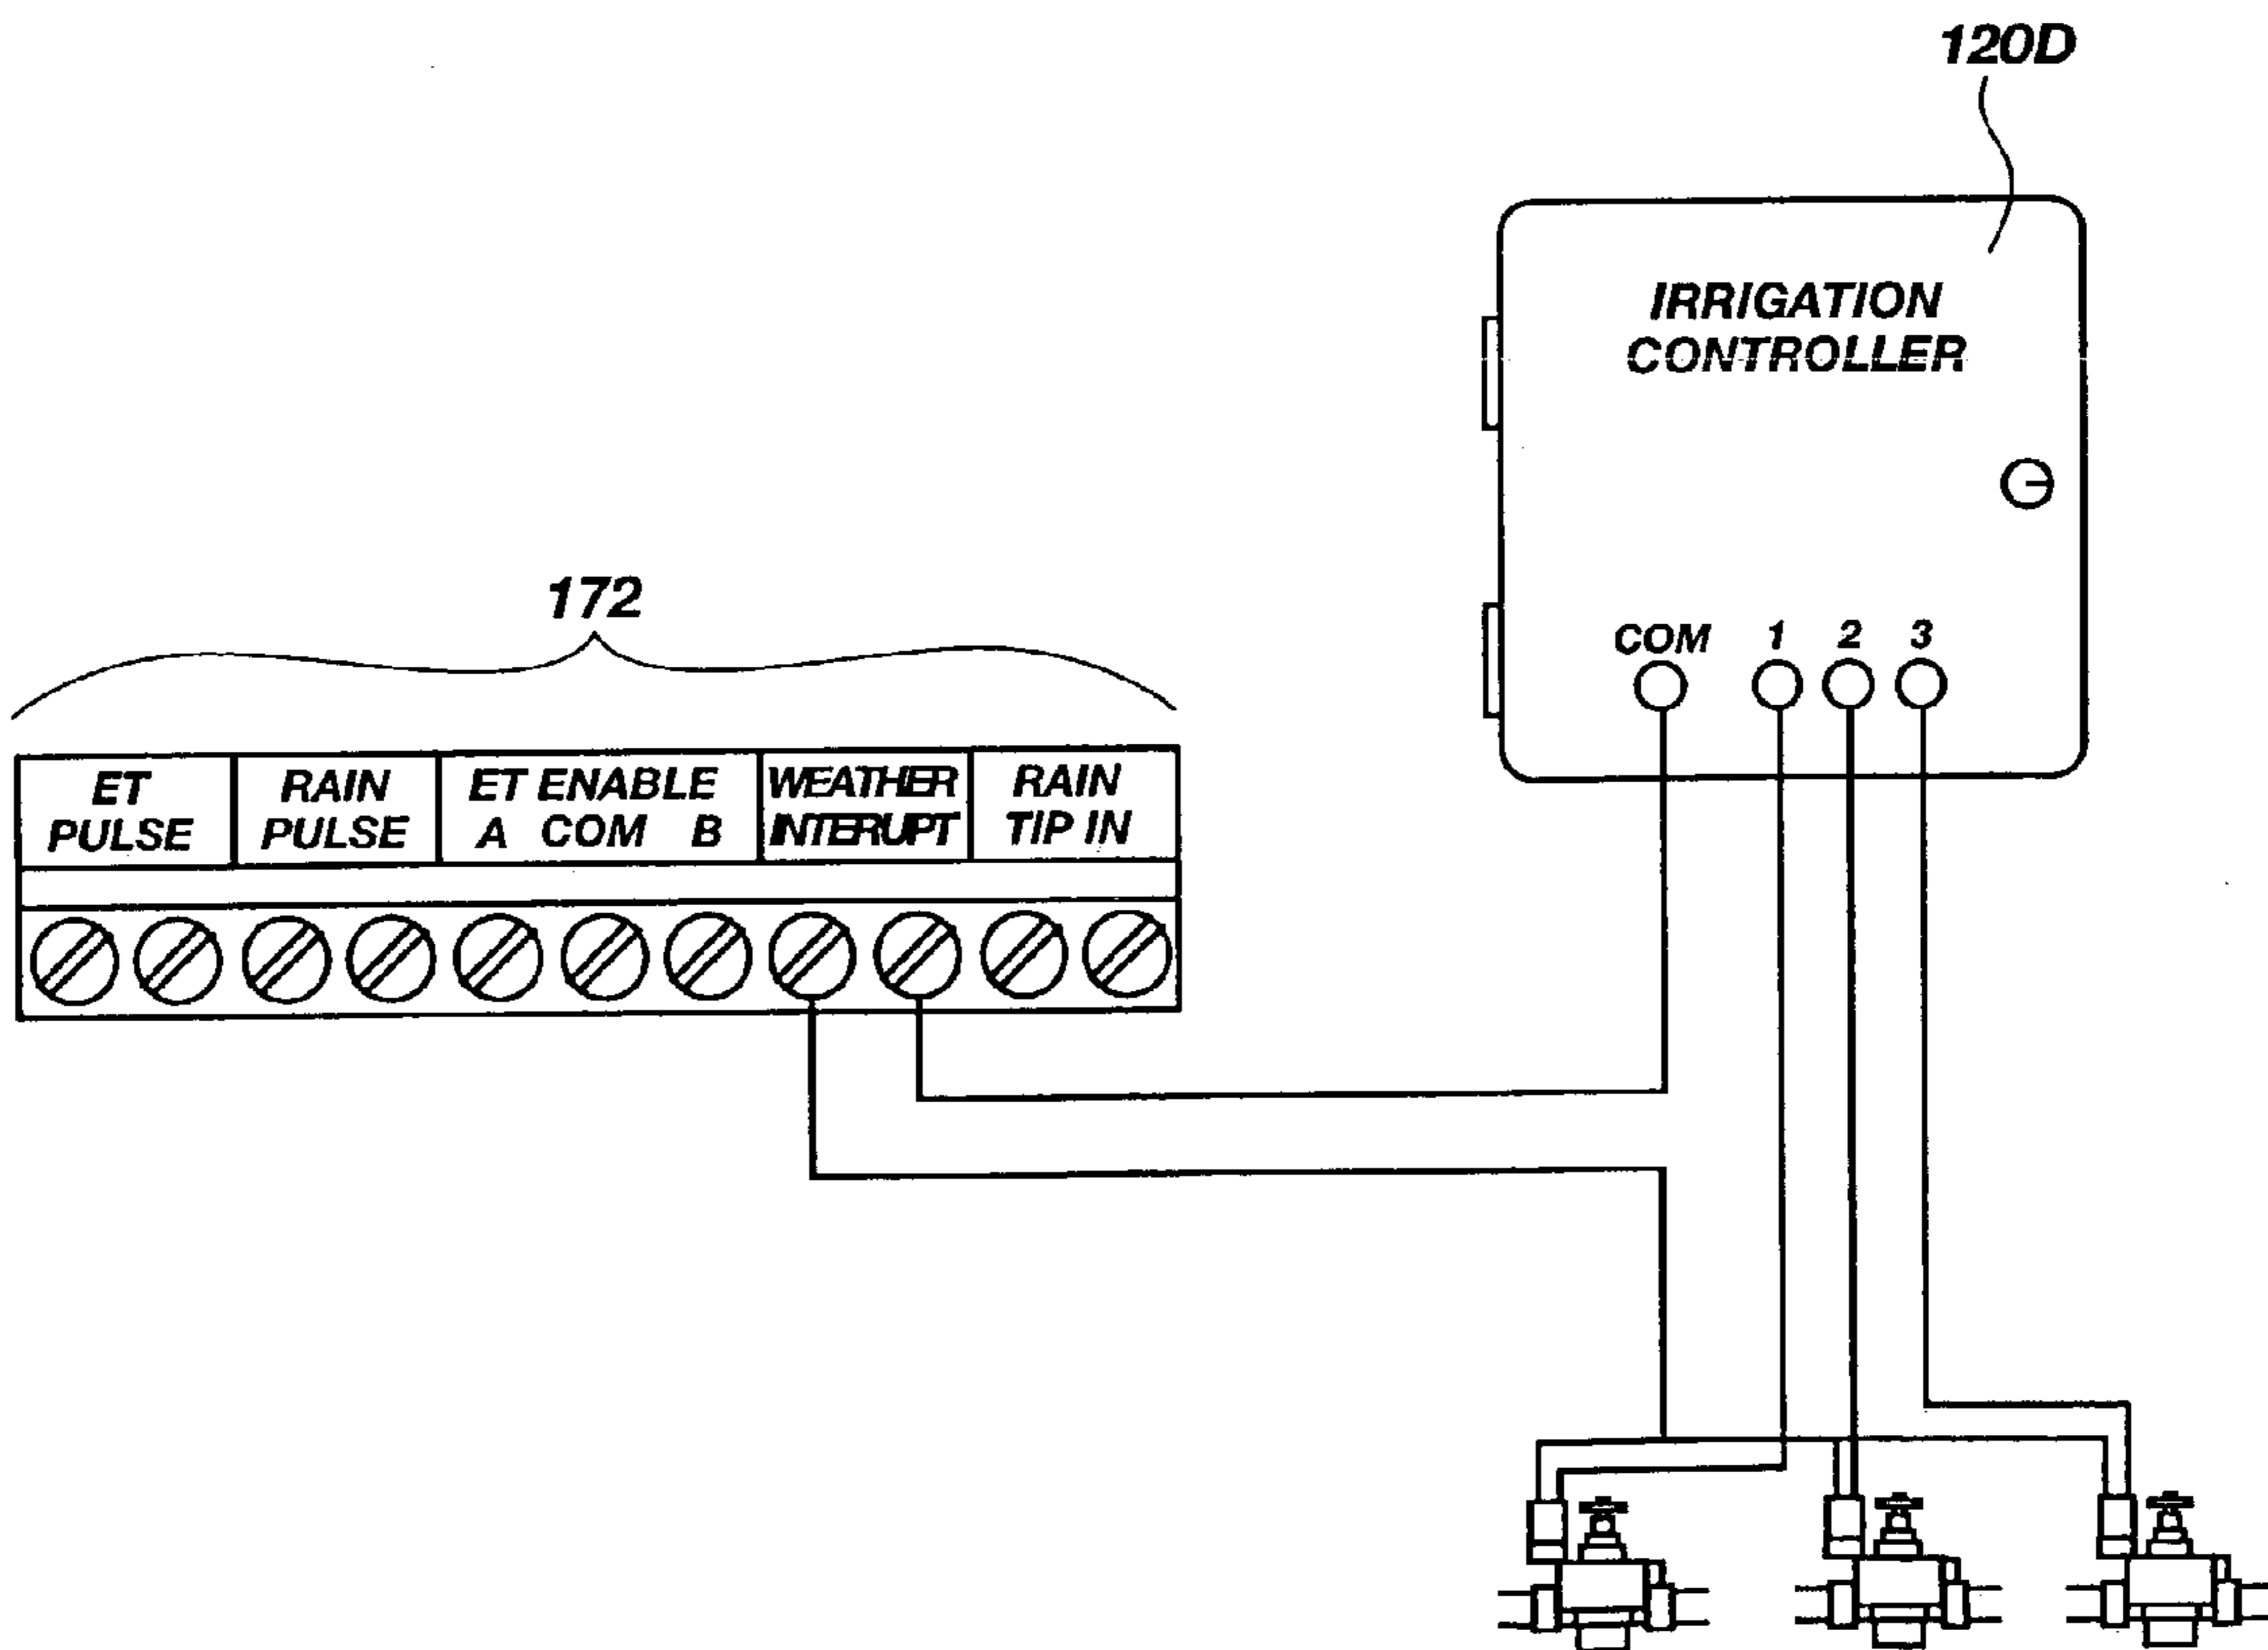 120D
IRRIGATION
CONTROLLER
COM 1 2 3
172
ET
PULSE
RAIN
PULSE
ET ENABLE
A COM B
WEATHER
INTERUPT
RAIN
TIP IN